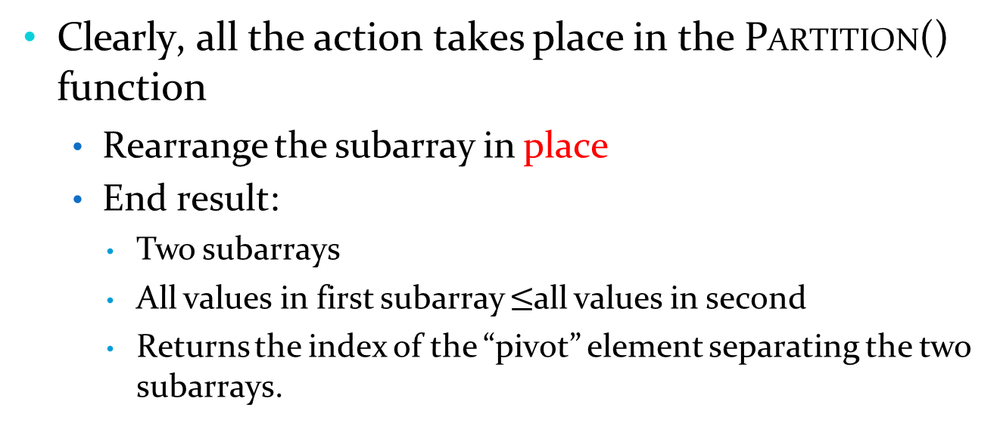 • Clearly, all the action takes place in the PARTITION()
function
• Rearrange the subarray in place
• End result:
• Two subarrays
• All values in first subarray ≤all values in second
• Returns the index of the “pivot” element separating the two
subarrays.